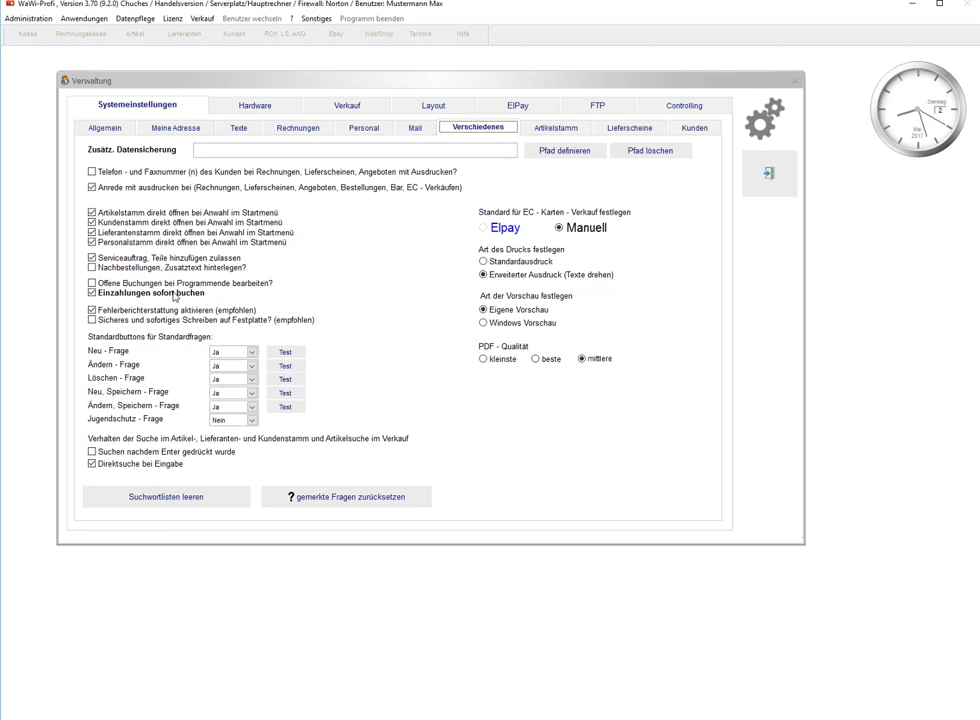 WaWi-Profi , Version 3.70 (9.2.0) Chuches / Handelsversion / Serverplatz/Hauptrechner / Firewall: Norton / Benutzer: Mustermann Max
Administration Anwendungen Datenpflege Lizenz Verkauf Benutzer wechseln ? Sonstiges Programm beenden
Kasse Rechnungskasse Artikel Lieferanten Kunden RCH, LS, ANG Ebay WebShop Termine Hilfe
Verwaltung
Systemeinstellungen Hardware Verkauf Layout ElPay FTP Controlling
Allgemein Meine Adresse Texte Rechnungen Personal Mail Verschiedenes Artikelstamm Lieferscheine Kunden
Zusätz. Datensicherung Pfad definieren Pfad löschen
Telefon - und Faxnummer (n) des Kunden bei Rechnungen, Lieferscheinen, Angeboten mit Ausdrucken?
Anrede mit ausdrucken bei (Rechnungen, Lieferscheinen, Angeboten, Bestellungen, Bar, EC - Verkäufen)
Artikelstamm direkt öffnen bei Anwahl im Startmenü
Kundenstamm direkt öffnen bei Anwahl im Startmenü
Lieferantenstamm direkt öffnen bei Anwahl im Startmenü
Personalstamm direkt öffnen bei Anwahl im Startmenü
Serviceauftrag, Teile hinzufügen zulassen
Nachbestellungen, Zusatztext hinterlegen?
Offene Buchungen bei Programmende bearbeiten?
Einzahlungen sofort buchen
Fehlerberichterstattung aktivieren (empfohlen)
Sicheres und sofortiges Schreiben auf Festplatte? (empfohlen)
Standardbuttons für Standardfragen:
Neu - Frage Ja Test
Ändern - Frage Ja Test
Löschen - Frage Ja Test
Neu, Speichern - Frage Ja Test
Ändern, Speichern - Frage Ja Test
Jugendschutz - Frage Nein
Verhalten der Suche im Artikel-, Lieferanten- und Kundenstamm und Artikelsuche im Verkauf
Suchen nachdem Enter gedrückt wurde
Direktsuche bei Eingabe
Suchwortlisten leeren ? gemerkte Fragen zurücksetzen
Standard für EC - Karten - Verkauf festlegen
Elpay Manuell
Art des Drucks festlegen
Standardausdruck
Erweiterter Ausdruck (Texte drehen)
Art der Vorschau festlegen
Eigene Vorschau
Windows Vorschau
PDF - Qualität
kleinste beste mittlere
Dienstag
2
Mai
2017